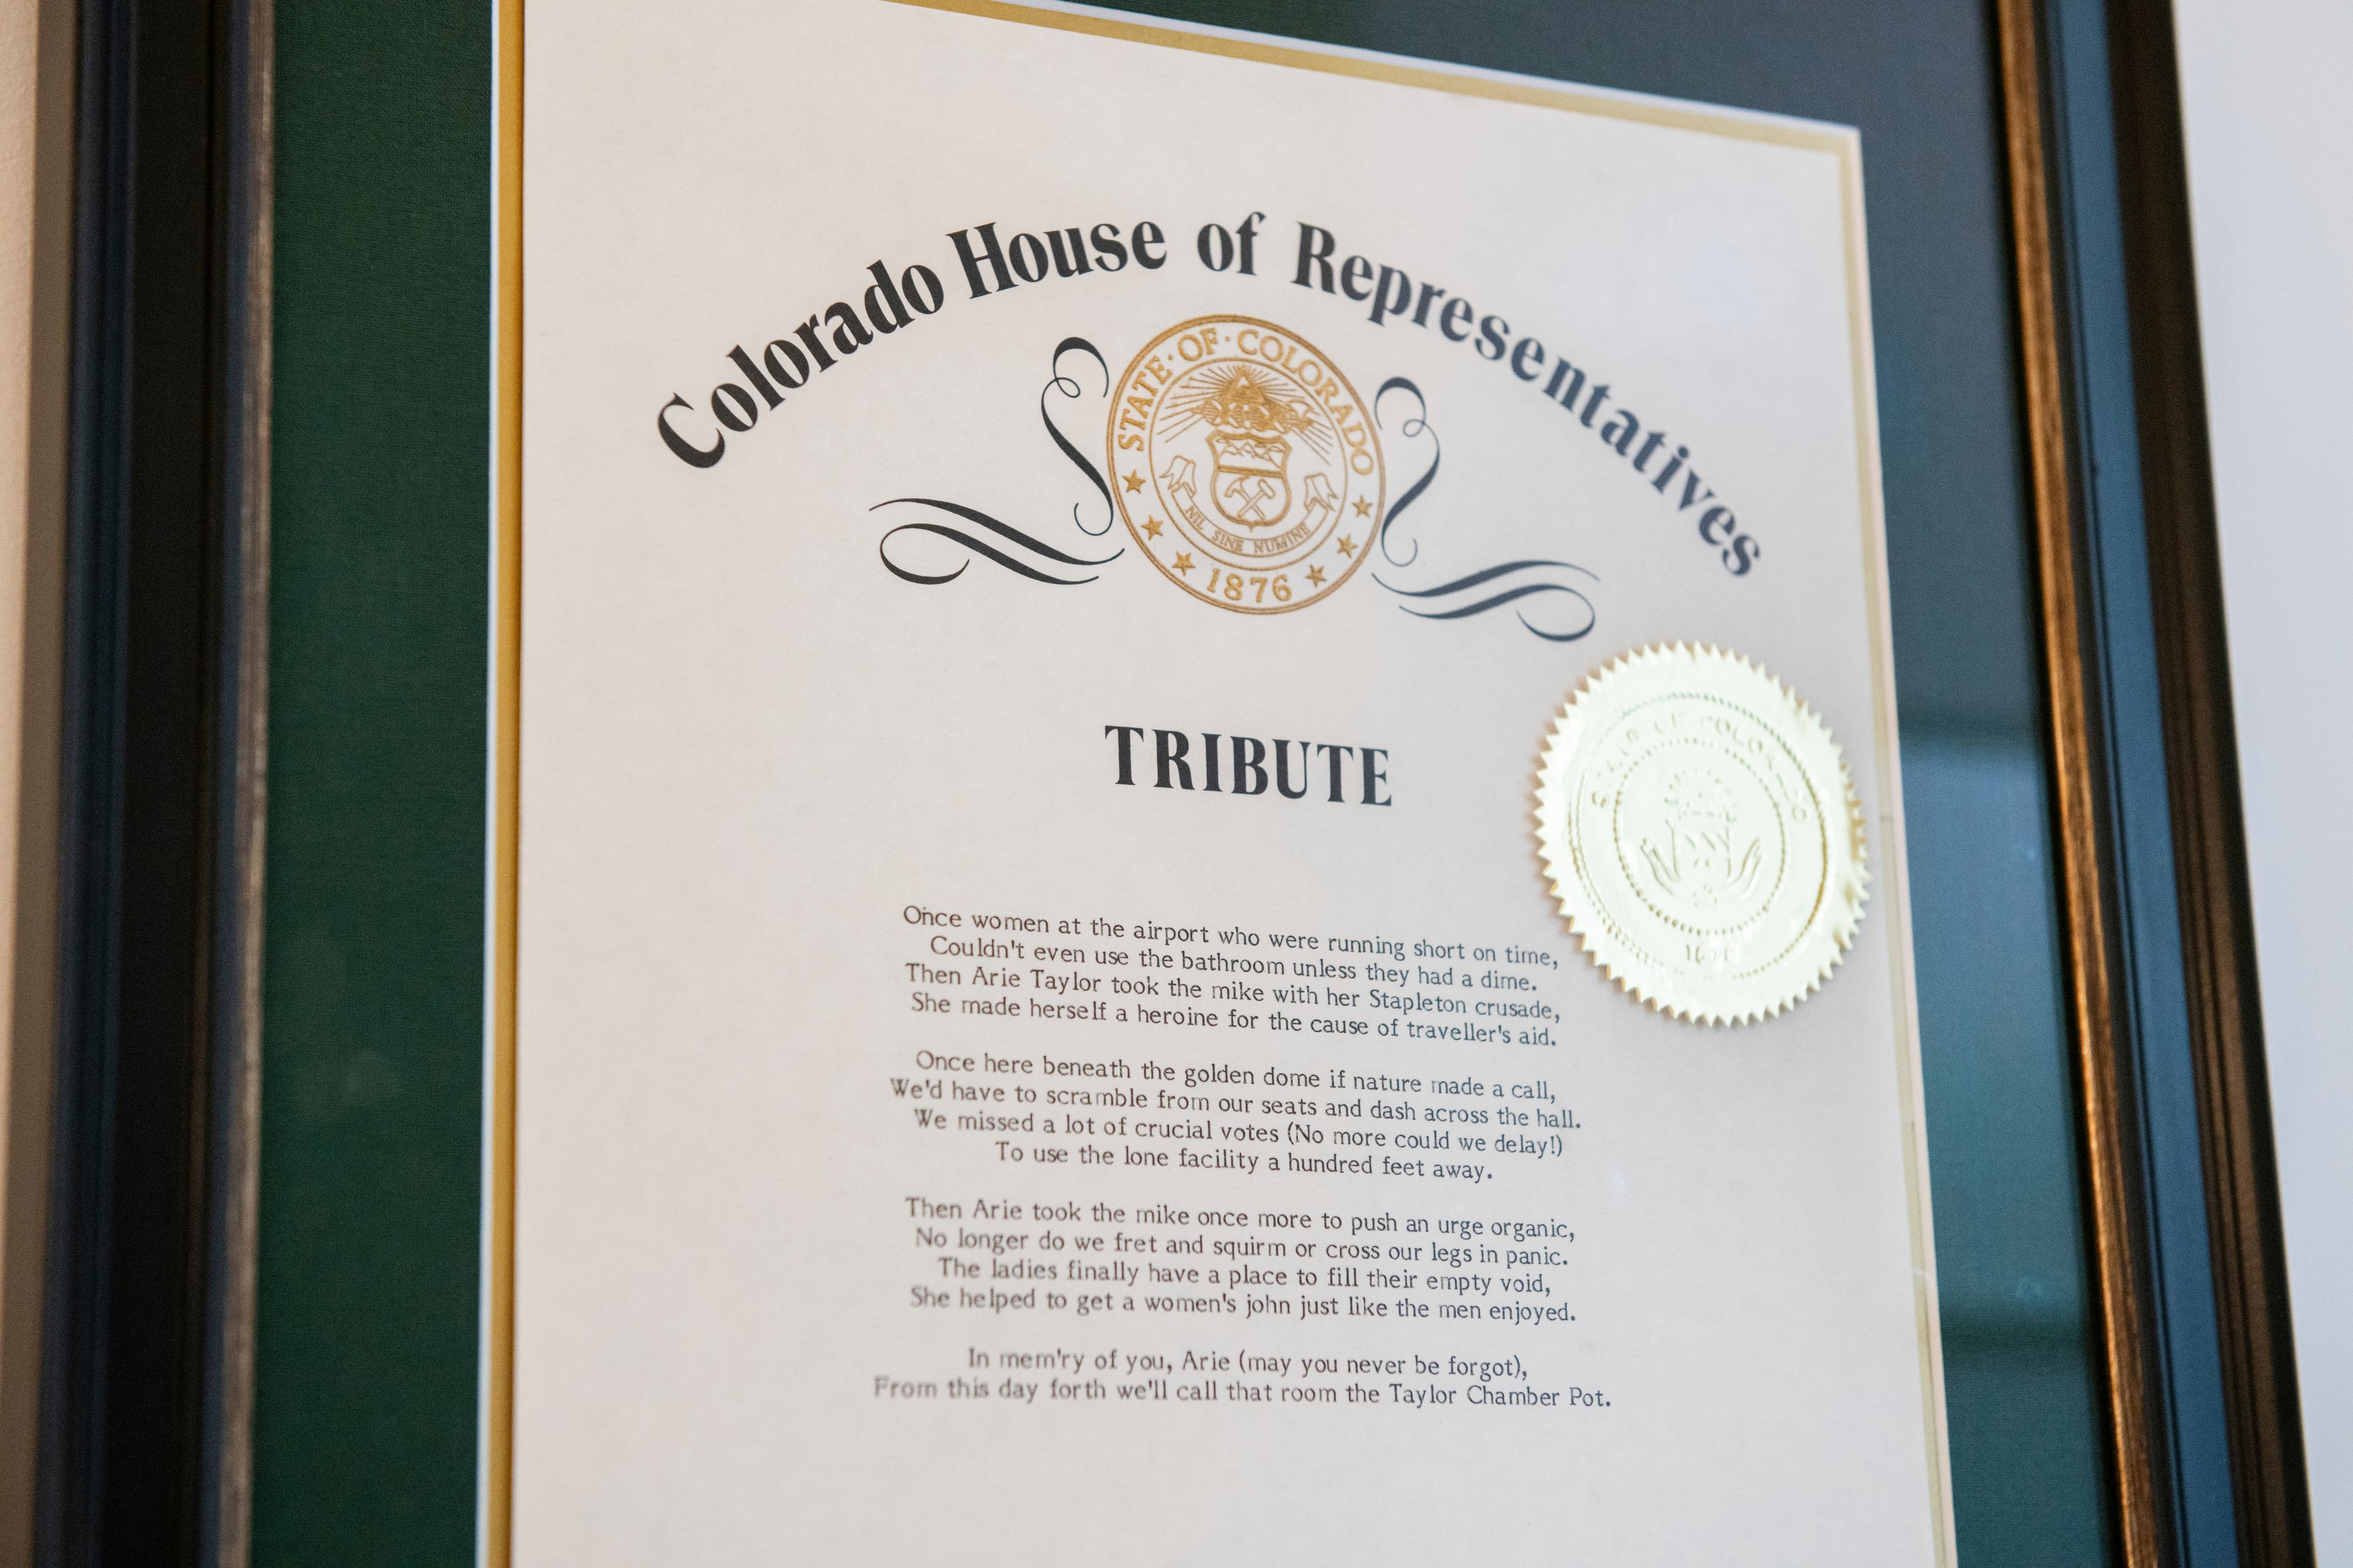 Colorado House of Representatives
STATE · OF · COLORADO
NIL SINE NUMINE
1876
TRIBUTE
STATE OF COLORADO
Once women at the airport who were running short on time,
Couldn't even use the bathroom unless they had a dime.
Then Arie Taylor took the mike with her Stapleton crusade,
She made herself a heroine for the cause of traveller's aid.
Once here beneath the golden dome if nature made a call,
We'd have to scramble from our seats and dash across the hall.
We missed a lot of crucial votes (No more could we delay!)
To use the lone facility a hundred feet away.
Then Arie took the mike once more to push an urge organic,
No longer do we fret and squirm or cross our legs in panic.
The ladies finally have a place to fill their empty void,
She helped to get a women's john just like the men enjoyed.
In mem'ry of you, Arie (may you never be forgot),
From this day forth we'll call that room the Taylor Chamber Pot.